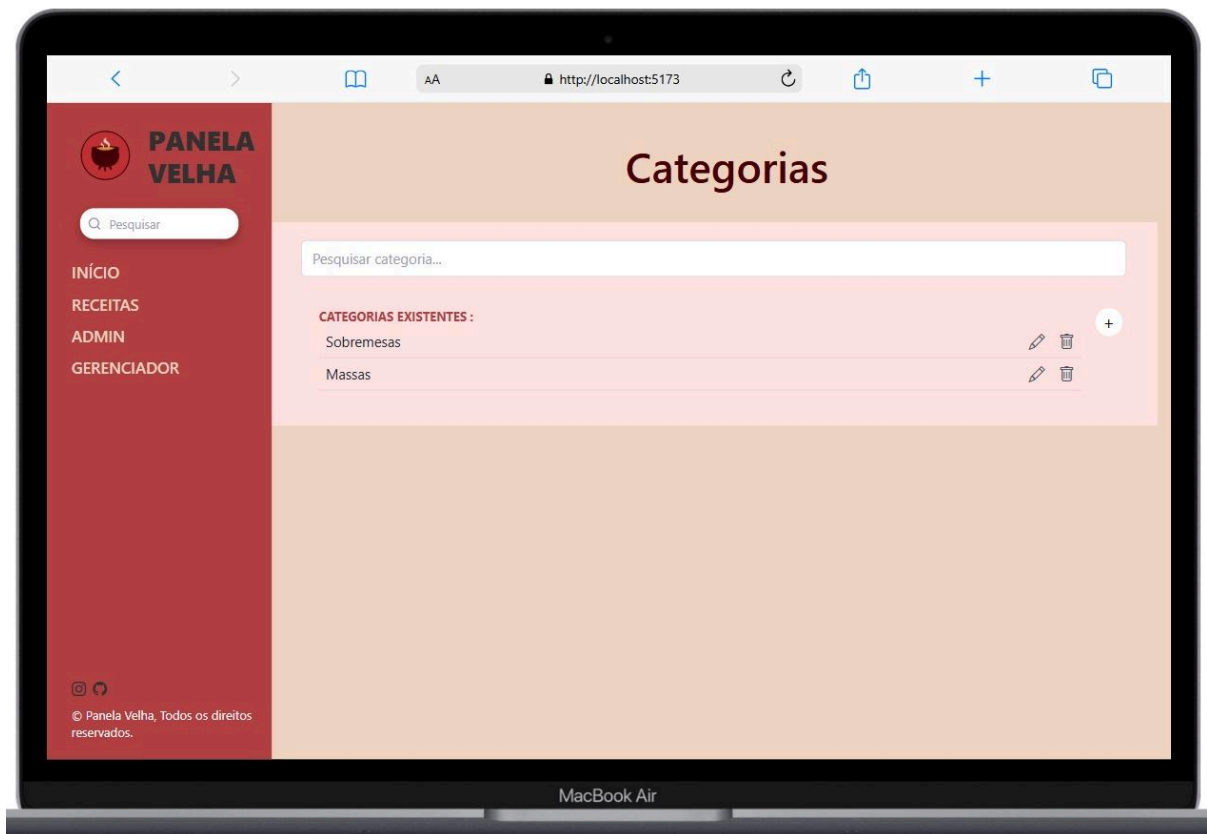 AA
http://localhost:5173
PANELA
VELHA
Pesquisar
INÍCIO
RECEITAS
ADMIN
GERENCIADOR
© Panela Velha, Todos os direitos
reservados.
Categorias
Pesquisar categoria...
CATEGORIAS EXISTENTES :
Sobremesas
Massas
MacBook Air